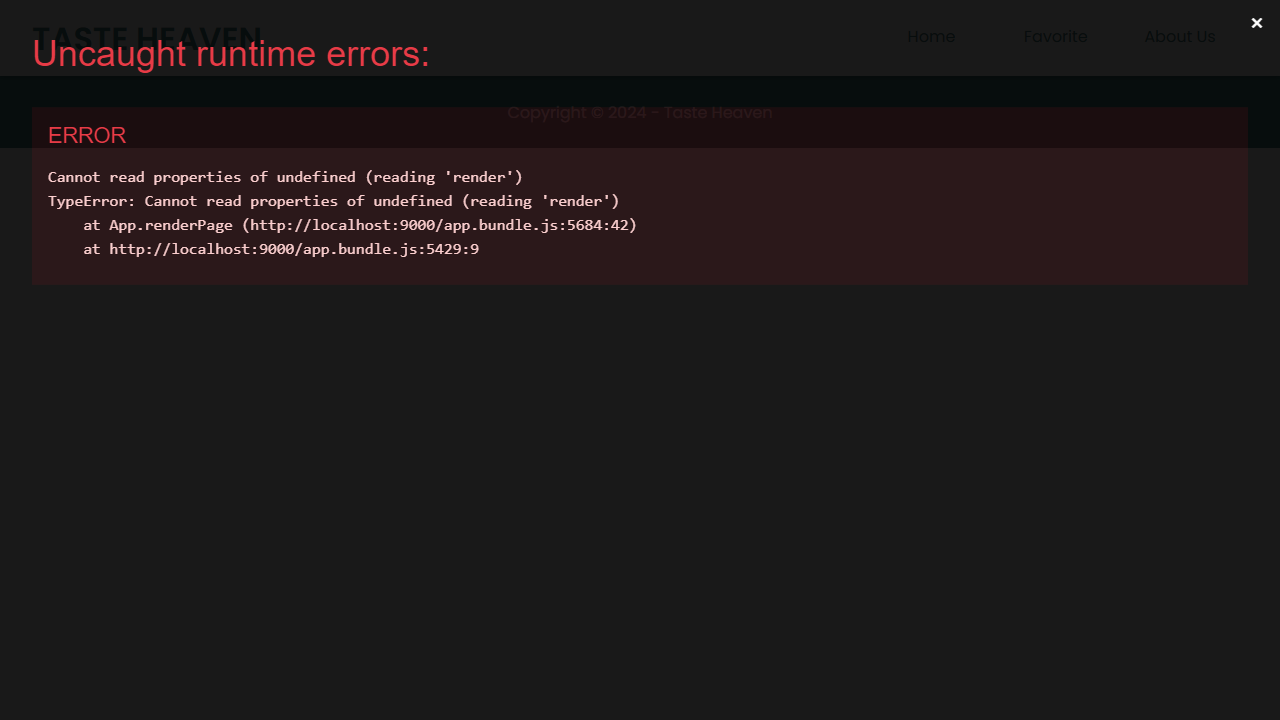 TASTE HEAVEN
Home
Favorite
About Us
×
Uncaught runtime errors:
Copyright © 2024 - Taste Heaven
ERROR
Cannot read properties of undefined (reading 'render')
TypeError: Cannot read properties of undefined (reading 'render')
    at App.renderPage (http://localhost:9000/app.bundle.js:5684:42)
    at http://localhost:9000/app.bundle.js:5429:9